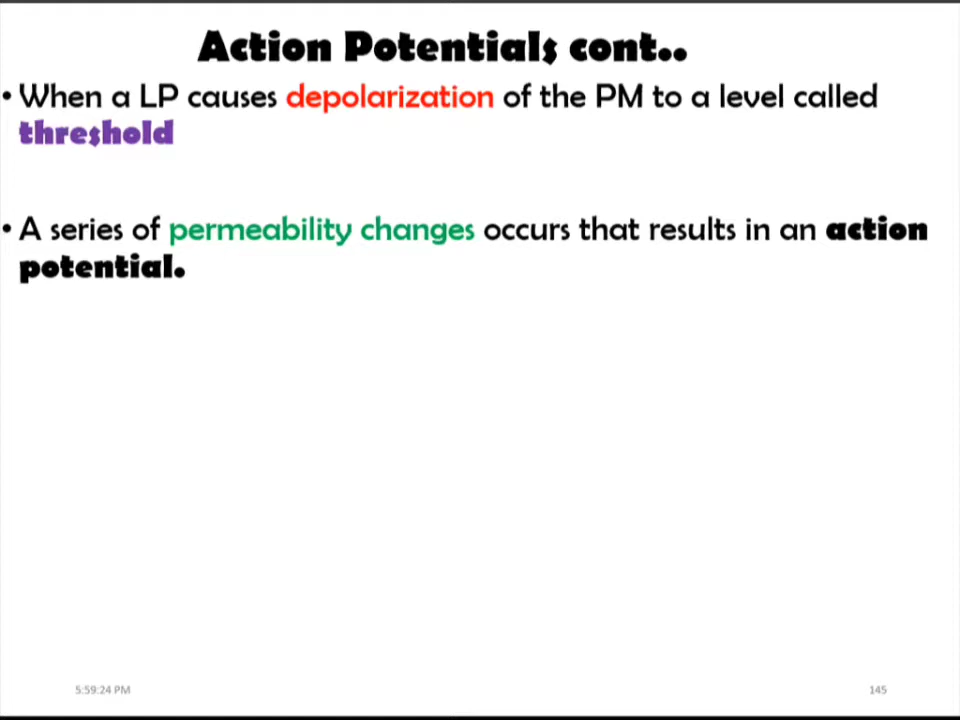 Action Potentials cont..
• When a LP causes depolarization of the PM to a level called
threshold
• A series of permeability changes occurs that results in an action
potential.
5:59:24 PM
145